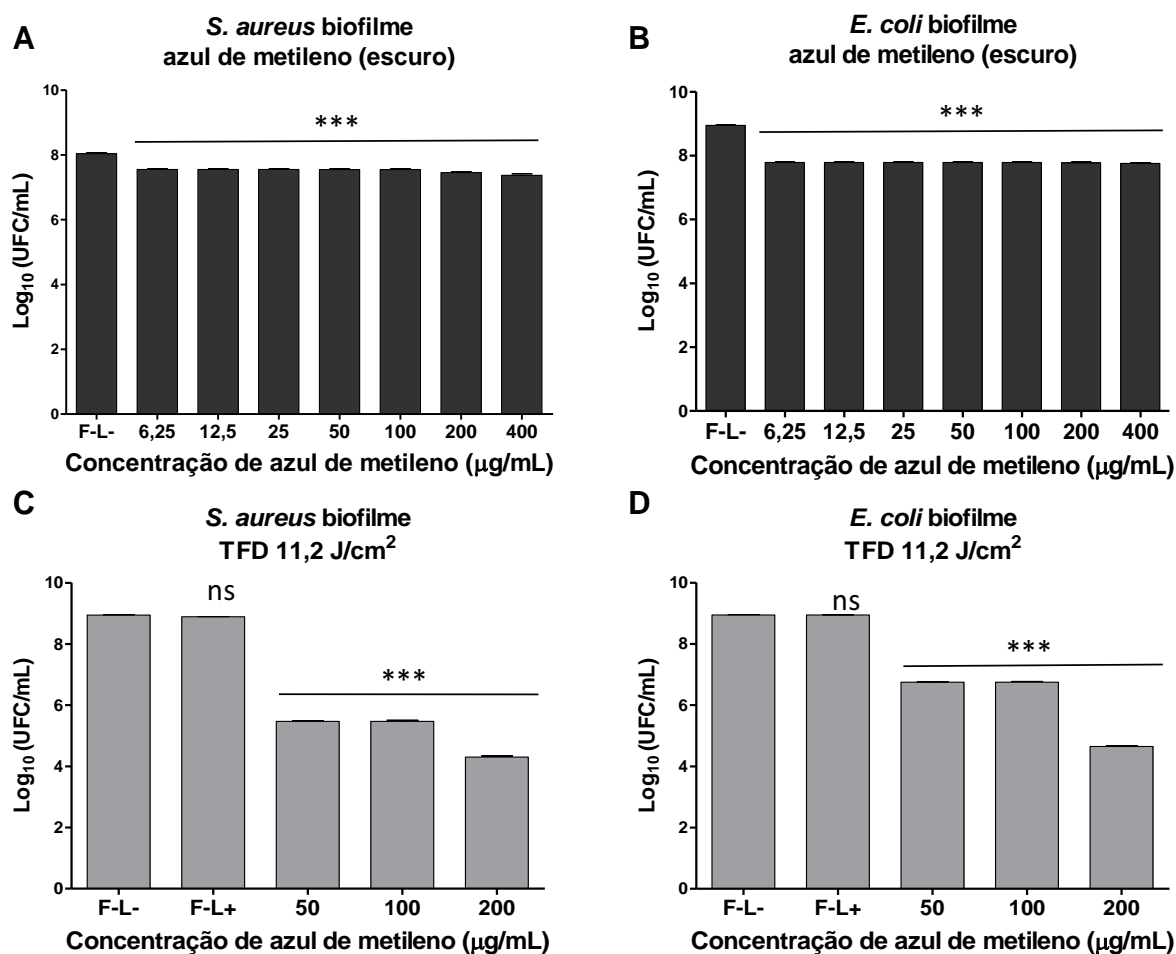 A
S. aureus biofilme
azul de metileno (escuro)
10
8
6
4
2
0
Log10 (UFC/mL)
***
F-L- 6,25 12,5 25 50 100 200 400
Concentração de azul de metileno (μg/mL)
B
E. coli biofilme
azul de metileno (escuro)
10
8
6
4
2
0
Log10 (UFC/mL)
***
F-L- 6,25 12,5 25 50 100 200 400
Concentração de azul de metileno (μg/mL)
C
S. aureus biofilme
TFD 11,2 J/cm2
10
8
6
4
2
0
Log10 (UFC/mL)
ns
***
F-L- F-L+ 50 100 200
Concentração de azul de metileno (μg/mL)
D
E. coli biofilme
TFD 11,2 J/cm2
10
8
6
4
2
0
Log10 (UFC/mL)
ns
***
F-L- F-L+ 50 100 200
Concentração de azul de metileno (μg/mL)